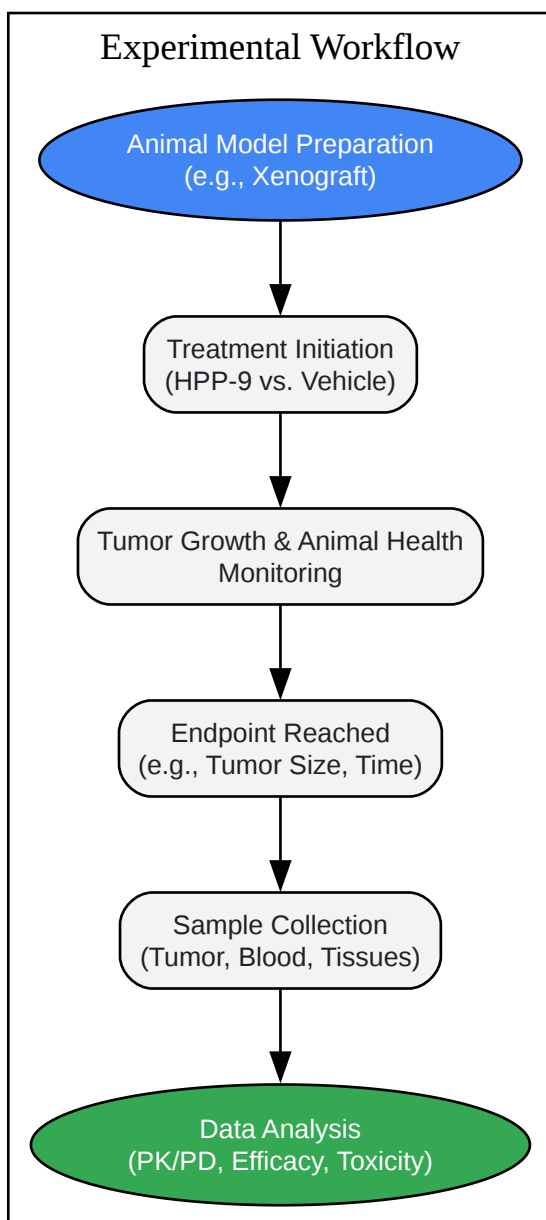 Experimental Workflow
Animal Model Preparation
(e.g., Xenograft)
Treatment Initiation
(HPP-9 vs. Vehicle)
Tumor Growth & Animal Health
Monitoring
Endpoint Reached
(e.g., Tumor Size, Time)
Sample Collection
(Tumor, Blood, Tissues)
Data Analysis
(PK/PD, Efficacy, Toxicity)